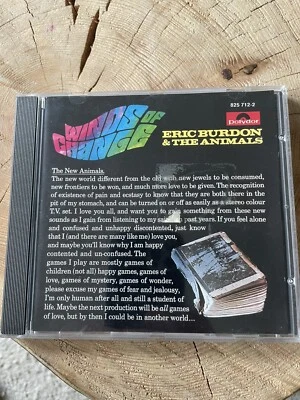 WINDS OF
CHANGE
polydor
825 712-2
ERIC BURDON
& THE ANIMALS
The New Animals.
The new world different from the old with new jewels to be consumed,
new frontiers to be won, and much more love to be given. The recognition
of existence of pain and ecstasy to know that they are both there in the
pit of my stomach, and can be turned on or off as easily as a stereo colour
T.V. set. I love you all, and want you to gain something from these new
sounds as I gain from listening to my same old past years. If you feel alone
and confused and unhappy discontented, just know
that I (and there are many like me) love you,
and maybe you'll know why I am happy
contented and un-confused. The
games I play are mostly games of
children (not all) happy games, games of
love, games of mystery, games of wonder,
please excuse my games of fear and jealousy,
I'm only human after all and still a student of
life. Maybe the next production will be all games
of love, but by then I could be in another world...